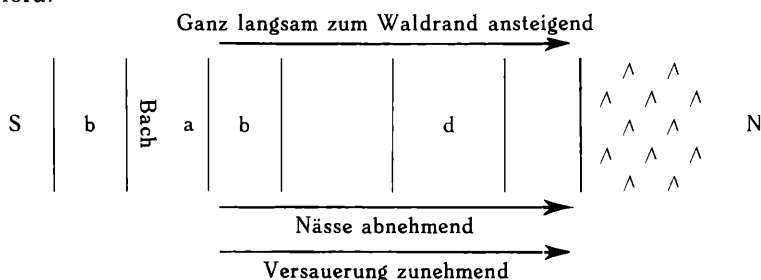 Ganz langsam zum Waldrand ansteigend
S b Bach a b d N
Nässe abnehmend
Versauerung zunehmend